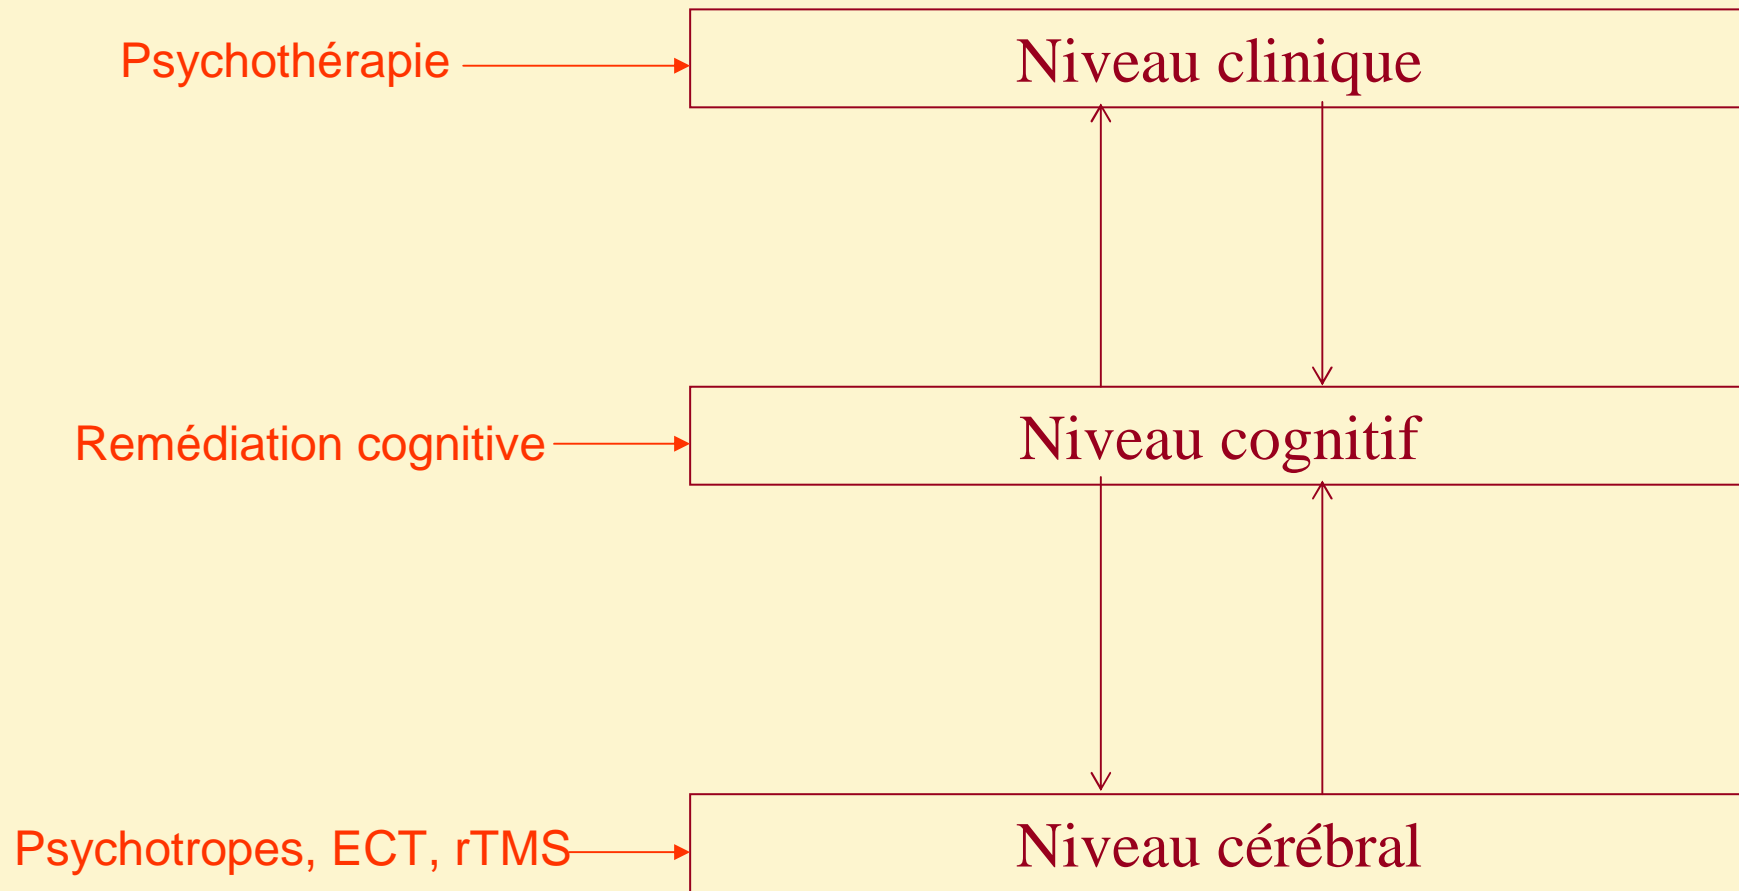 Psychothérapie
Niveau clinique
Remédiation cognitive
Niveau cognitif
Psychotropes, ECT, rTMS
Niveau cérébral